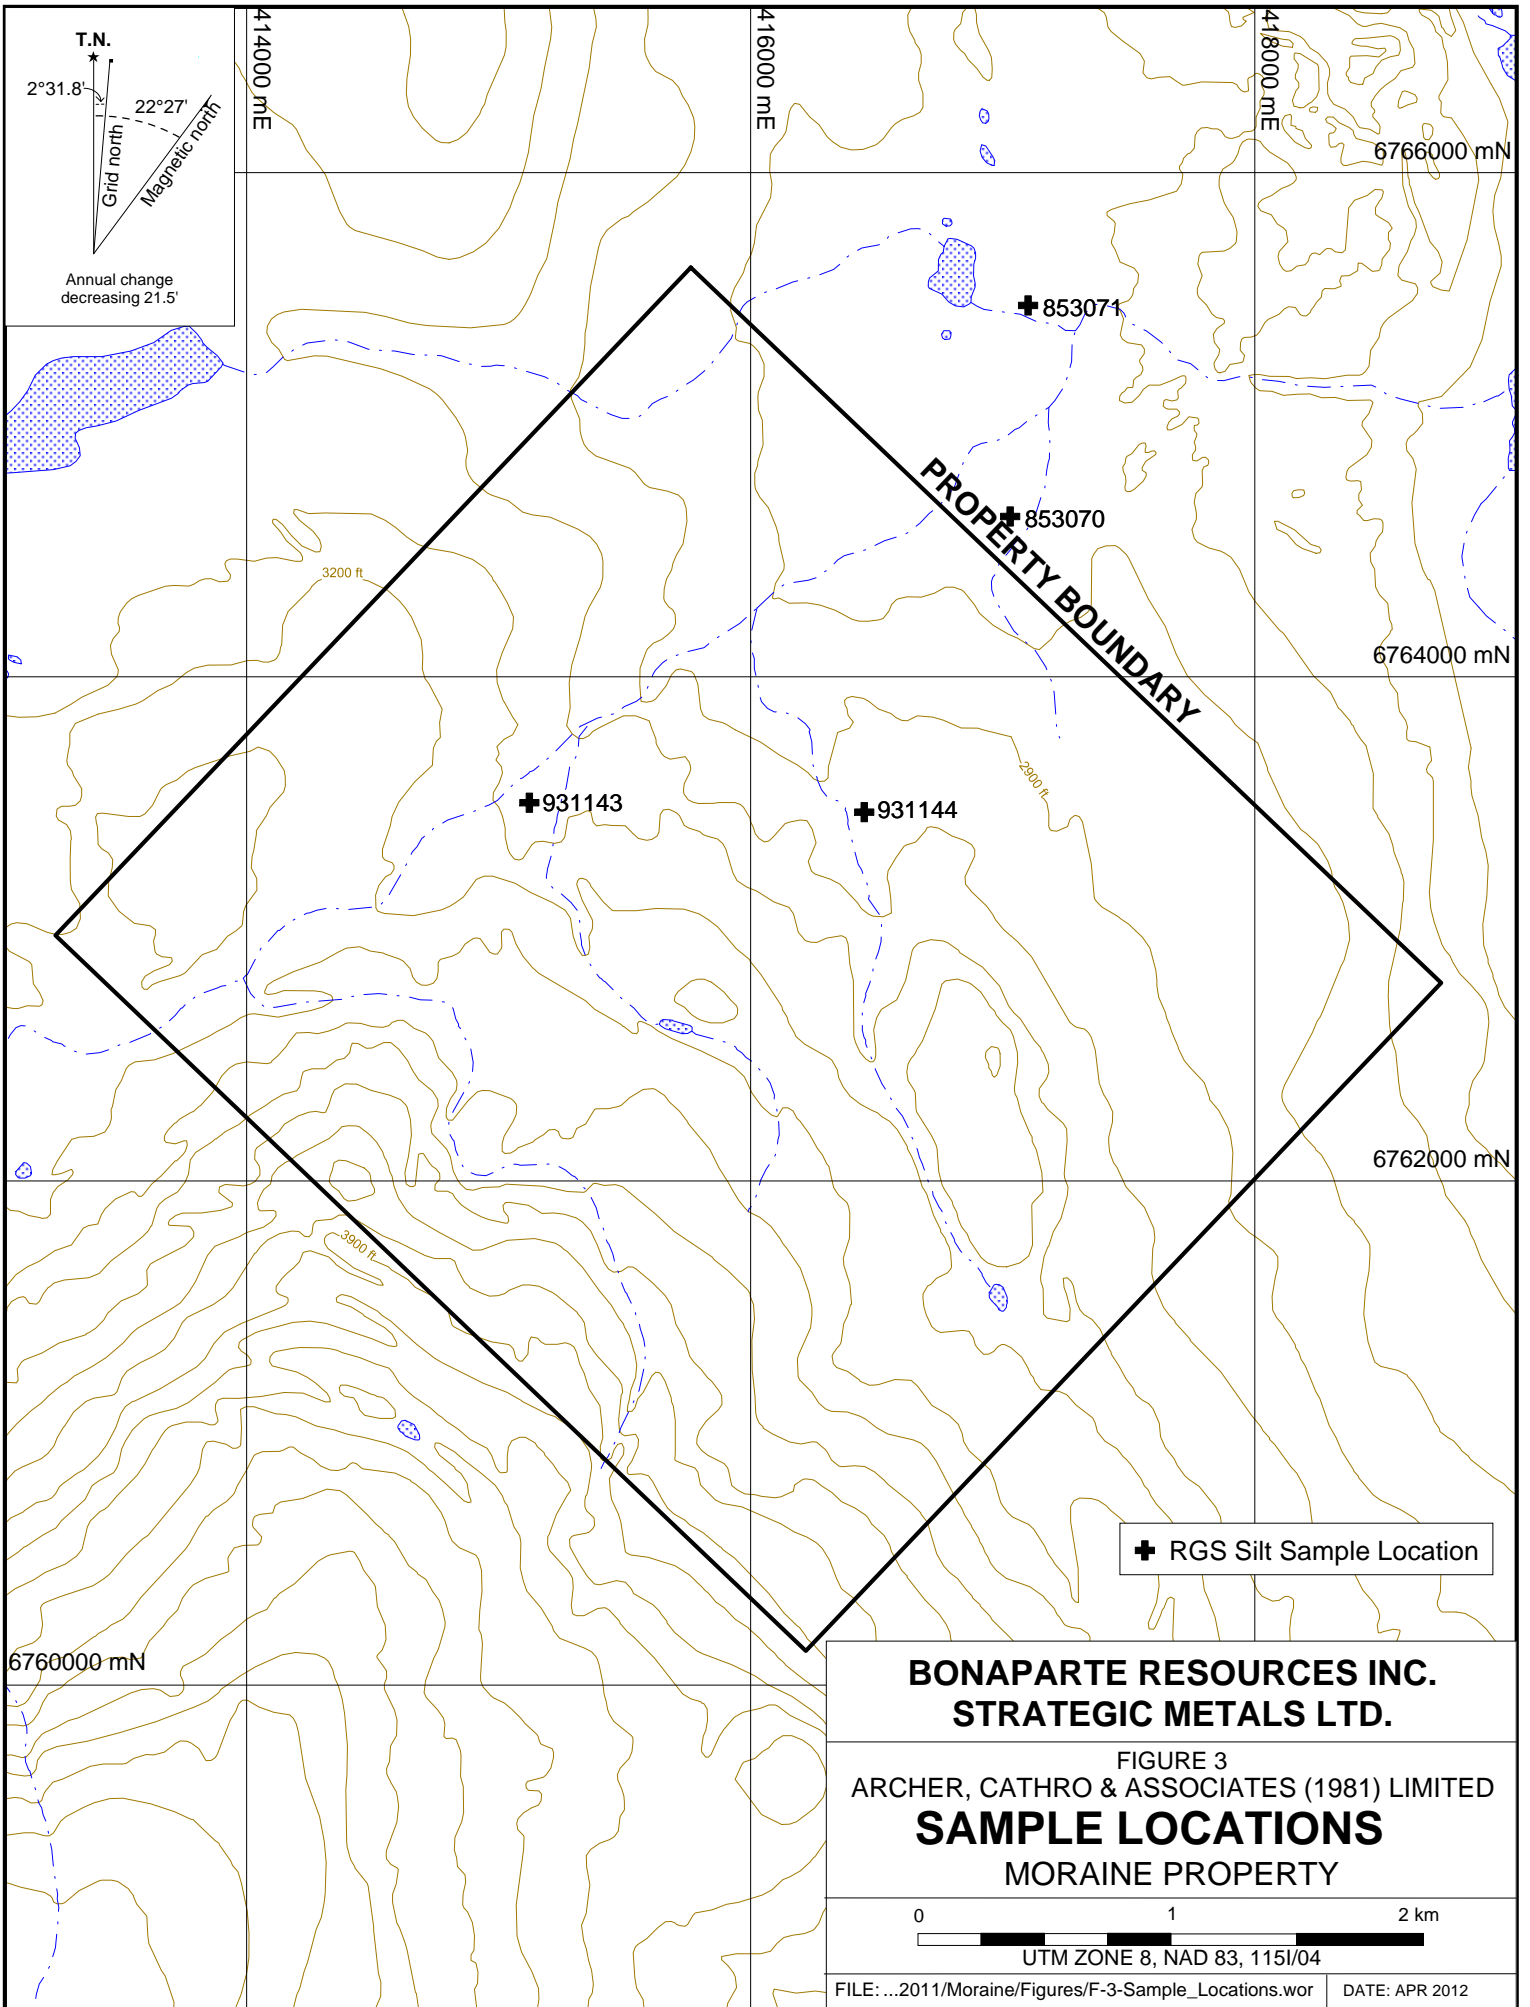 T.N.
2°31.8'
22°27'
Grid north
Magnetic north
Annual change
decreasing 21.5'
414000 mE
416000 mE
418000 mE
6766000 mN
853071
853070
PROPERTY BOUNDARY
3200 ft
6764000 mN
2900 ft
931143
931144
6762000 mN
3900 ft
RGS Silt Sample Location
6760000 mN
BONAPARTE RESOURCES INC.
STRATEGIC METALS LTD.
FIGURE 3
ARCHER, CATHRO & ASSOCIATES (1981) LIMITED
SAMPLE LOCATIONS
MORAINE PROPERTY
0 1 2 km
UTM ZONE 8, NAD 83, 115I/04
FILE: ...2011/Moraine/Figures/F-3-Sample_Locations.wor
DATE: APR 2012